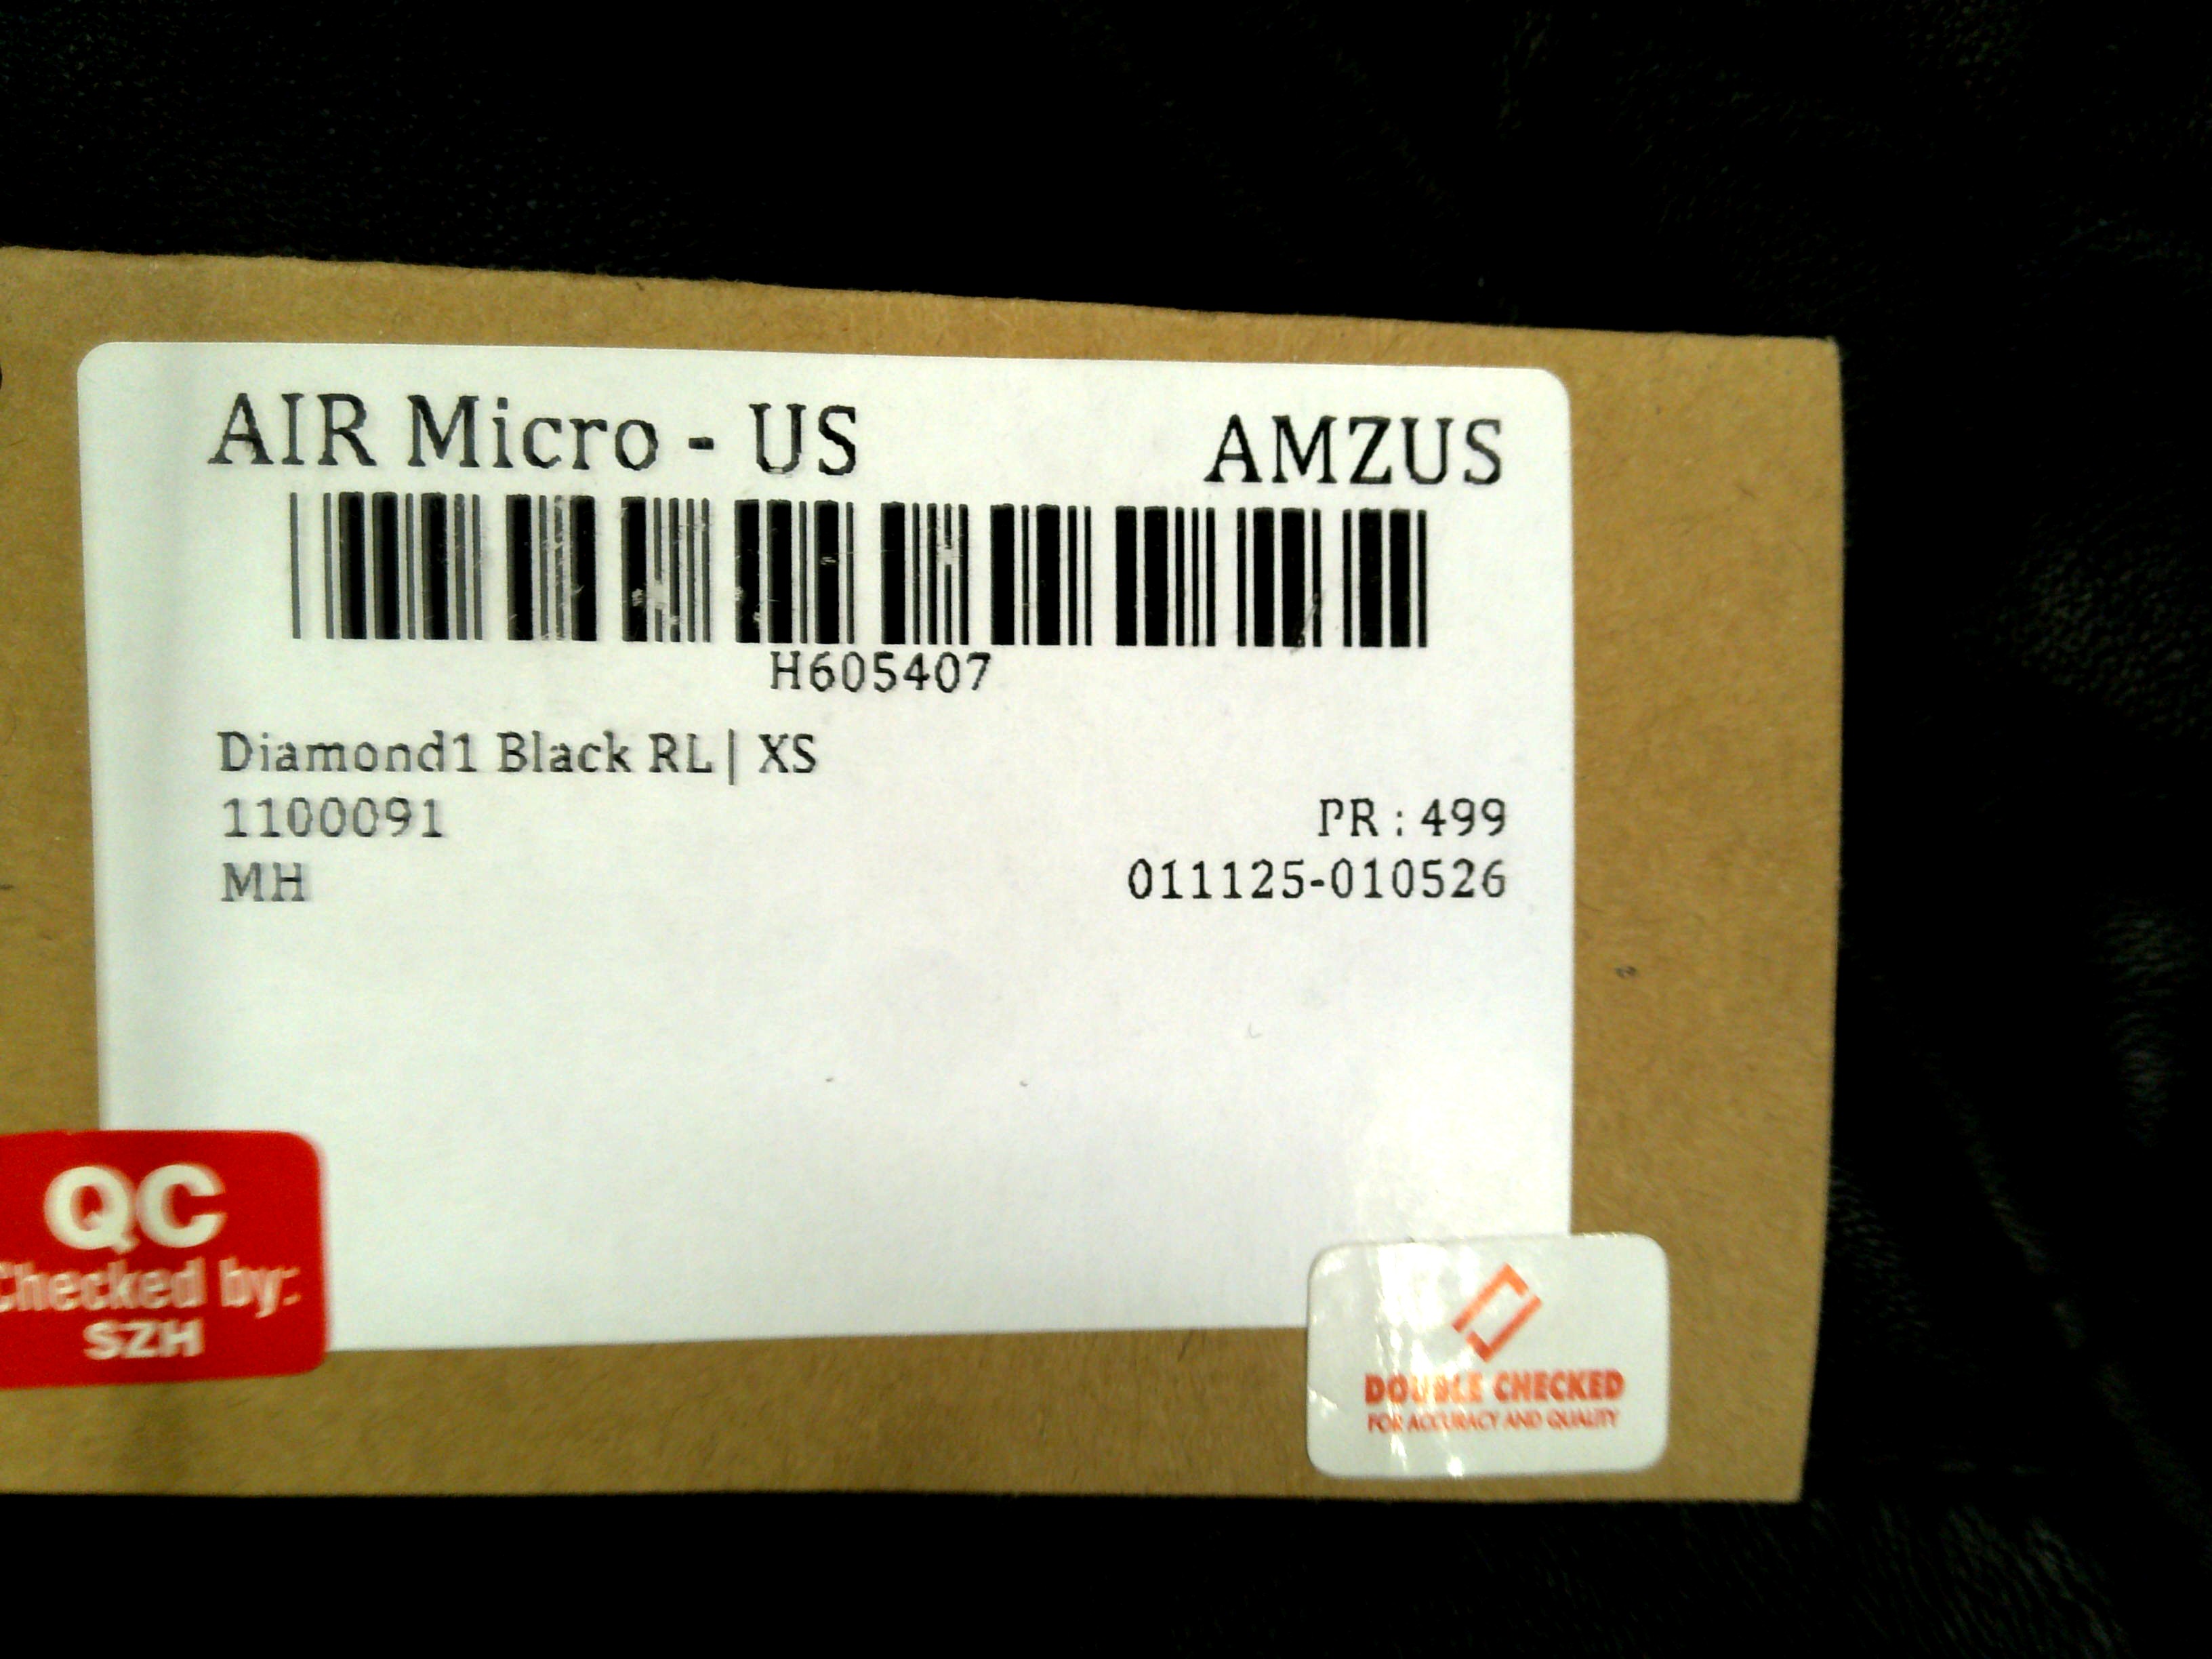 AIR Micro - US AMZUS
H605407
Diamond1 Black RL | XS
1100091 PR : 499
MH 011125-010526
QC
Checked by:
SZH
DOUBLE CHECKED
FOR ACCURACY AND QUALITY